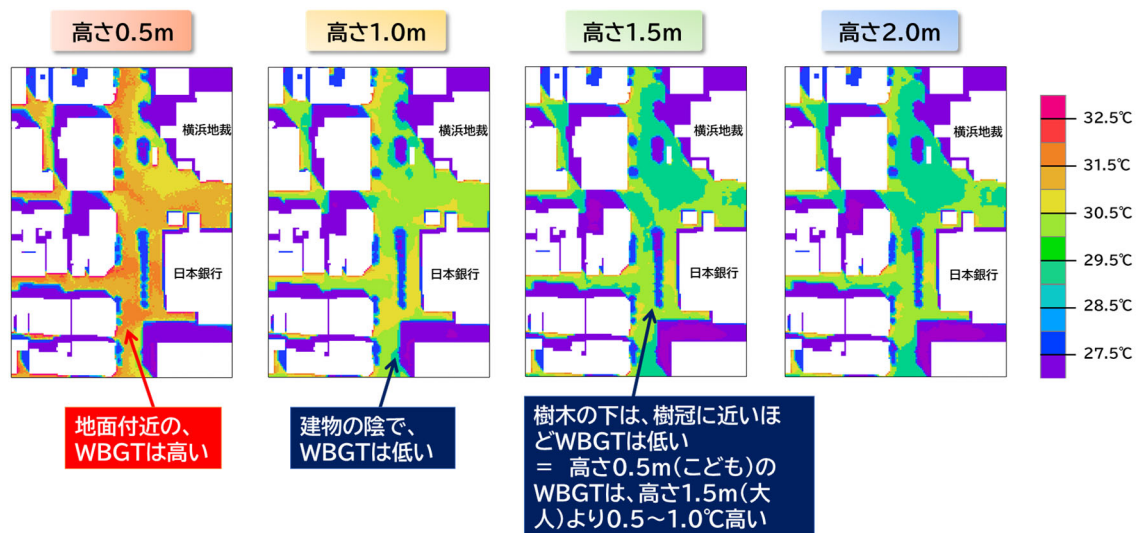 高さ0.5m
高さ1.0m
高さ1.5m
高さ2.0m
横浜地裁
日本銀行
横浜地裁
日本銀行
横浜地裁
日本銀行
横浜地裁
日本銀行
32.5℃
31.5℃
30.5℃
29.5℃
28.5℃
27.5℃
地面付近の、
WBGTは高い
建物の陰で、
WBGTは低い
樹木の下は、樹冠に近いほ
どWBGTは低い
＝ 高さ0.5m(こども)の
WBGTは、高さ1.5m(大
人)より0.5～1.0℃高い